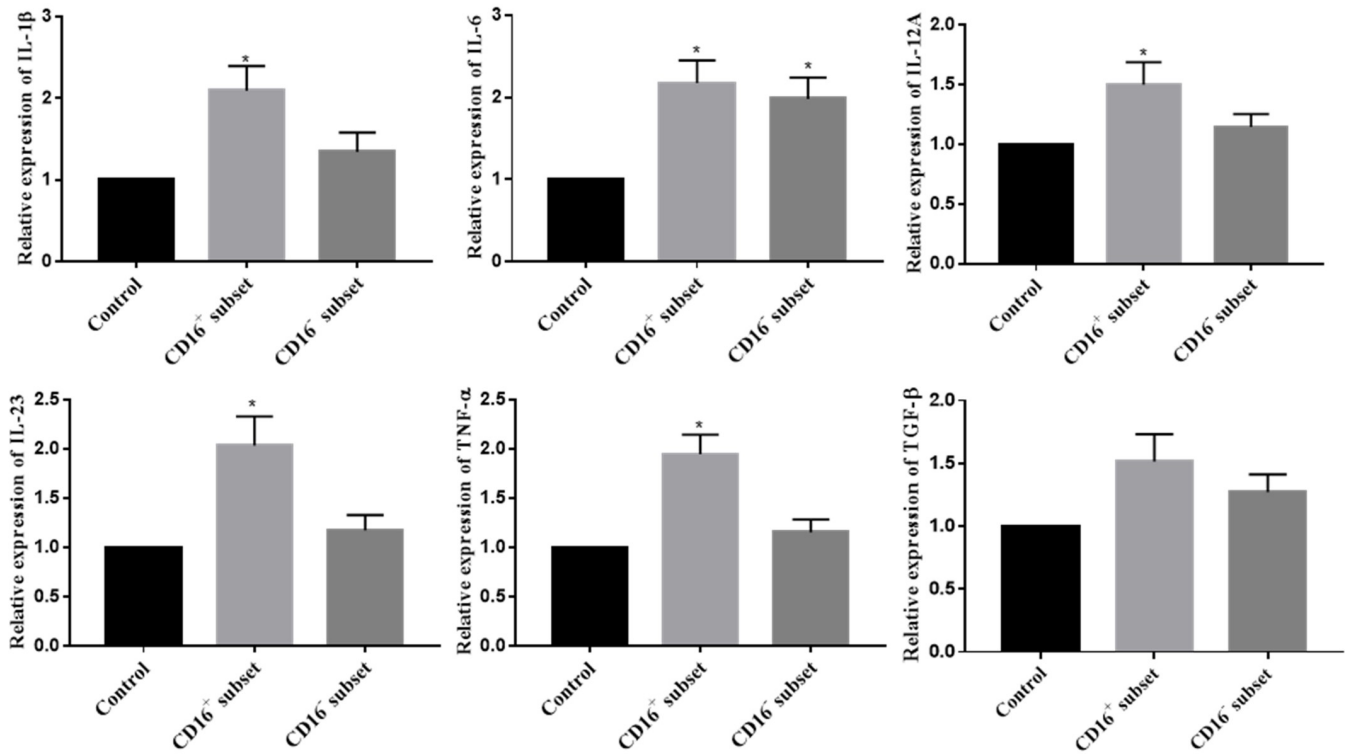 Relative expression of IL-1β
3
2
1
0
*
Control
CD16⁺ subset
CD16⁻ subset
Relative expression of IL-6
3
2
1
0
*
*
Control
CD16⁺ subset
CD16⁻ subset
Relative expression of IL-12A
2.0
1.5
1.0
0.5
0.0
*
Control
CD16⁺ subset
CD16⁻ subset
Relative expression of IL-23
2.5
2.0
1.5
1.0
0.5
0.0
*
Control
CD16⁺ subset
CD16⁻ subset
Relative expression of TNF-α
2.5
2.0
1.5
1.0
0.5
0.0
*
Control
CD16⁺ subset
CD16⁻ subset
Relative expression of TGF-β
2.0
1.5
1.0
0.5
0.0
Control
CD16⁺ subset
CD16⁻ subset